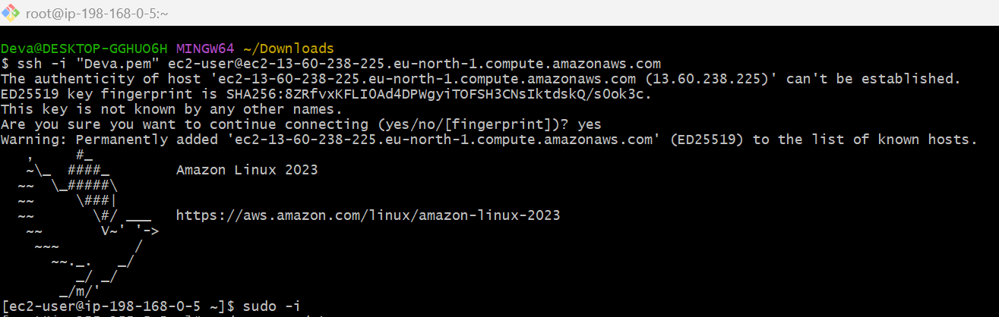 root@ip-198-168-0-5:~
Deva@DESKTOP-GGHUO6H MINGW64 ~/Downloads
$ ssh -i "Deva.pem" ec2-user@ec2-13-60-238-225.eu-north-1.compute.amazonaws.com
The authenticity of host 'ec2-13-60-238-225.eu-north-1.compute.amazonaws.com (13.60.238.225)' can't be established.
ED25519 key fingerprint is SHA256:8ZRfvxKFLI0Ad4DPWgyiTOFSH3CNsIktdskQ/s0ok3c.
This key is not known by any other names.
Are you sure you want to continue connecting (yes/no/[fingerprint])? yes
Warning: Permanently added 'ec2-13-60-238-225.eu-north-1.compute.amazonaws.com' (ED25519) to the list of known hosts.
   ,     #_
   ~\_  ####_        Amazon Linux 2023
  ~~  \_#####\
  ~~     \###|
  ~~       \#/ ___   https://aws.amazon.com/linux/amazon-linux-2023
   ~~       V~' '->
    ~~~         /
      ~~._.   _/
         _/ _/
       _/m/'
[ec2-user@ip-198-168-0-5 ~]$ sudo -i